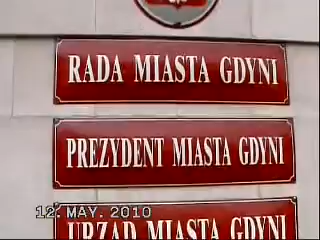 RADA MIASTA GDYNI
PREZYDENT MIASTA GDYNI
URZĄD MIASTA GDYNI
12. MAY. 2010